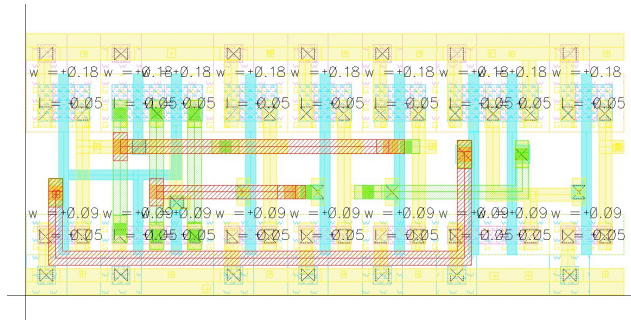 w =+0.18 w =+0.18 w =+0.18 w =+0.18 w =+0.18 w =+0.18 w =+0.18 w =+0.18 w =+0.18
L =+0.05 L =+0.05 L =+0.05 L =+0.05 L =+0.05 L =+0.05 L =+0.05 L =+0.05 L =+0.05
w =+0.09 w =+0.09 w =+0.09 w =+0.09 w =+0.09 w =+0.09 w =+0.09 w =+0.09 w =+0.09
L =+0.05 L =+0.05 L =+0.05 L =+0.05 L =+0.05 L =+0.05 L =+0.05 L =+0.05 L =+0.05